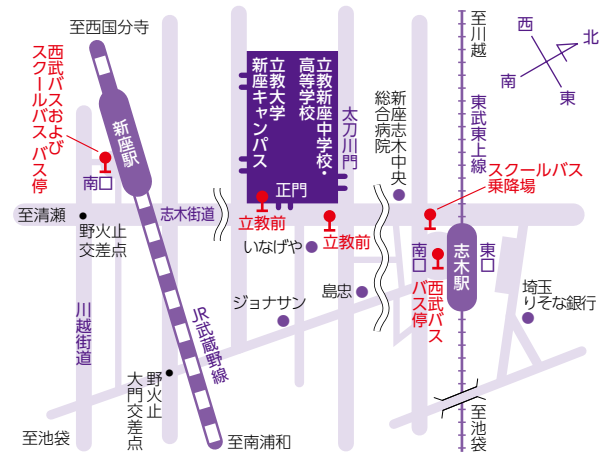 至西国分寺
西武バスおよび
スクールバス バス停
新座駅
南口
至清瀬
野火止
交差点
志木街道
川越街道
JR武蔵野線
野火止
大門交差点
至池袋
至南浦和
立教新座中学校・
高等学校
立教大学
新座キャンパス
正門
太刀川門
立教前
立教前
いなげや
ジョナサン
島忠
新座志木中央
総合病院
至川越
東武東上線
スクールバス
乗降場
南口
志木駅
東口
西武バス
バス停
埼玉
りそな銀行
至池袋
西
北
南
東